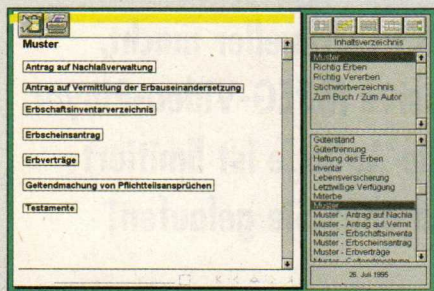 Muster
Antrag auf Nachlaßverwaltung
Antrag auf Vermittlung der Erbauseinandersetzung
Erbschaftsinventarverzeichnis
Erbscheinsantrag
Erbverträge
Geltendmachung von Pflichtteilsansprüchen
Testamente
Inhaltsverzeichnis
Muster
Richtig Erben
Richtig Vererben
Stichwortverzeichnis
Zum Buch / Zum Autor
Güterstand
Gütertrennung
Haftung des Erben
Inventar
Lebensversicherung
Letztwillige Verfügung
Miterbe
Muster
Muster - Antrag auf Nachla
Muster - Antrag auf Vermit
Muster - Erbschaftsinventa
Muster - Erbscheinsantrag
Muster - Erbverträge
26. Juli 1995